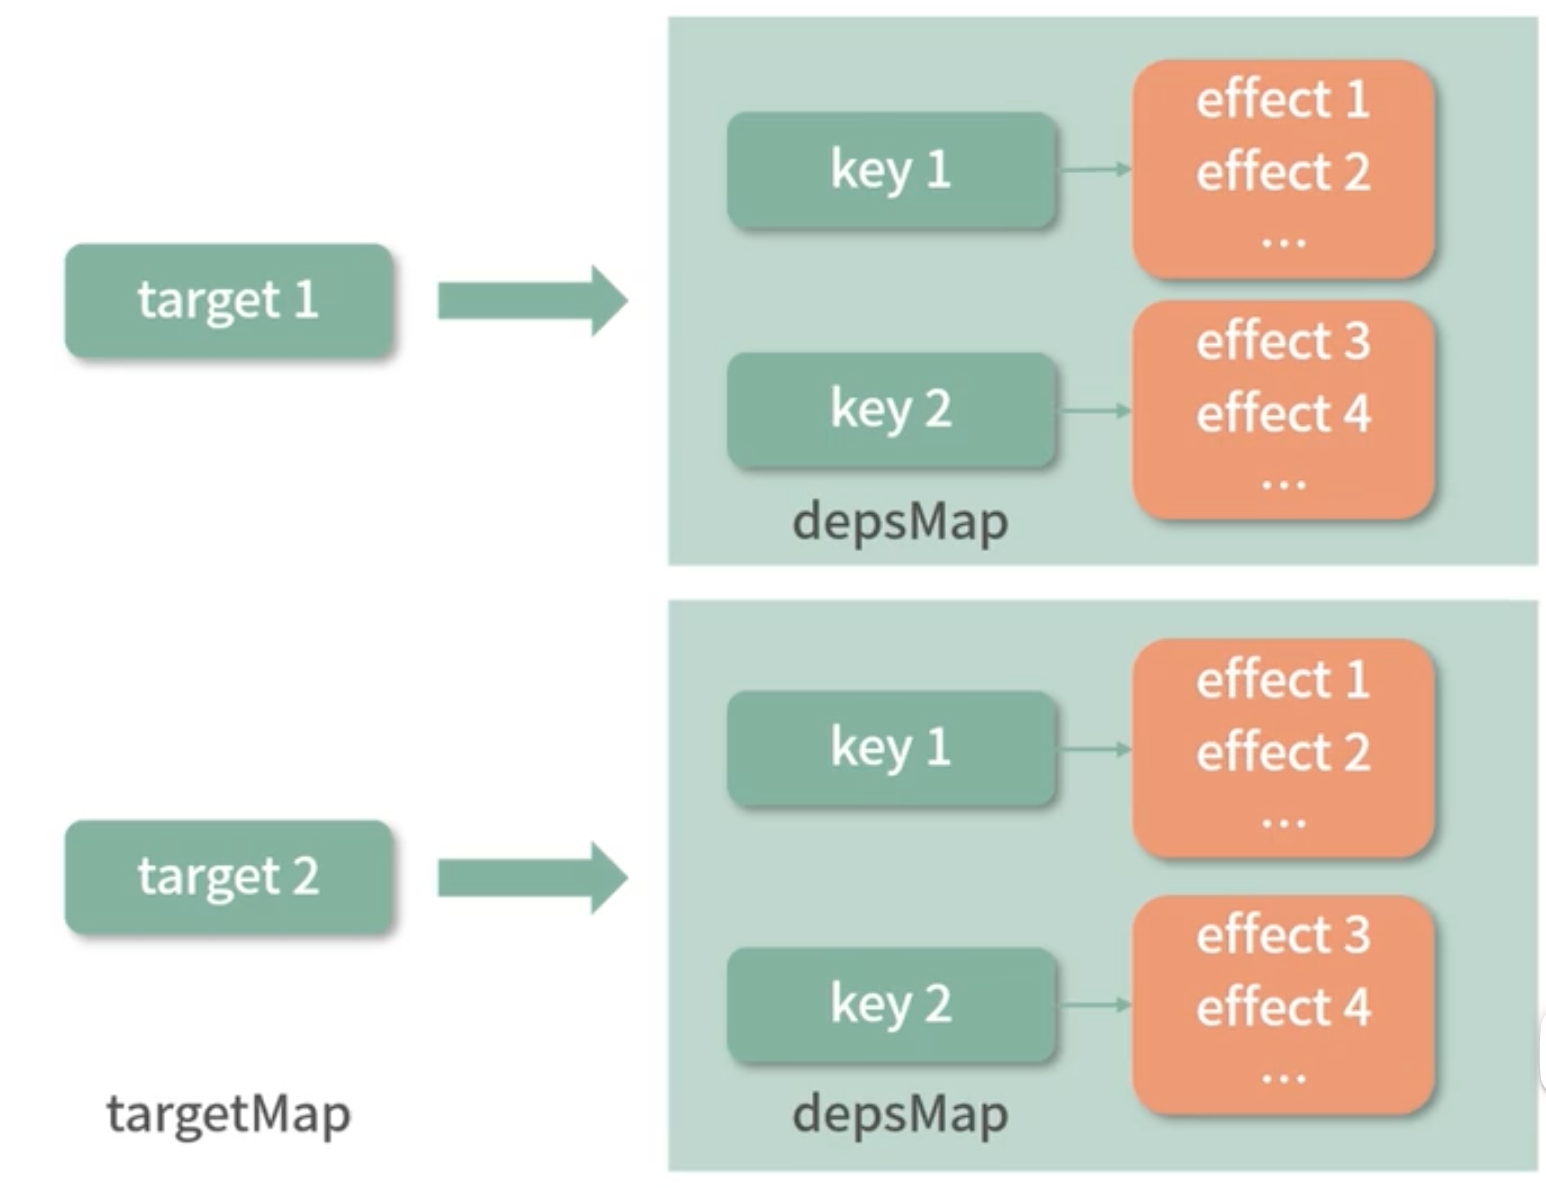 target 1
key 1
effect 1
effect 2
...
key 2
effect 3
effect 4
...
depsMap
target 2
key 1
effect 1
effect 2
...
key 2
effect 3
effect 4
...
targetMap
depsMap